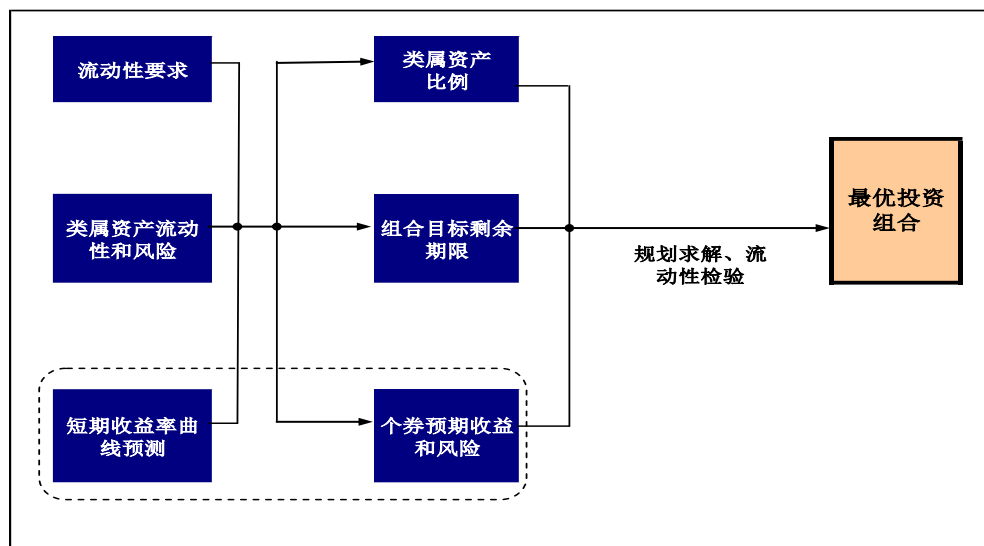 流动性要求
类属资产
比例
类属资产流动
性和风险
组合目标剩余
期限
最优投资
组合
规划求解、流
动性检验
短期收益率曲
线预测
个券预期收益
和风险